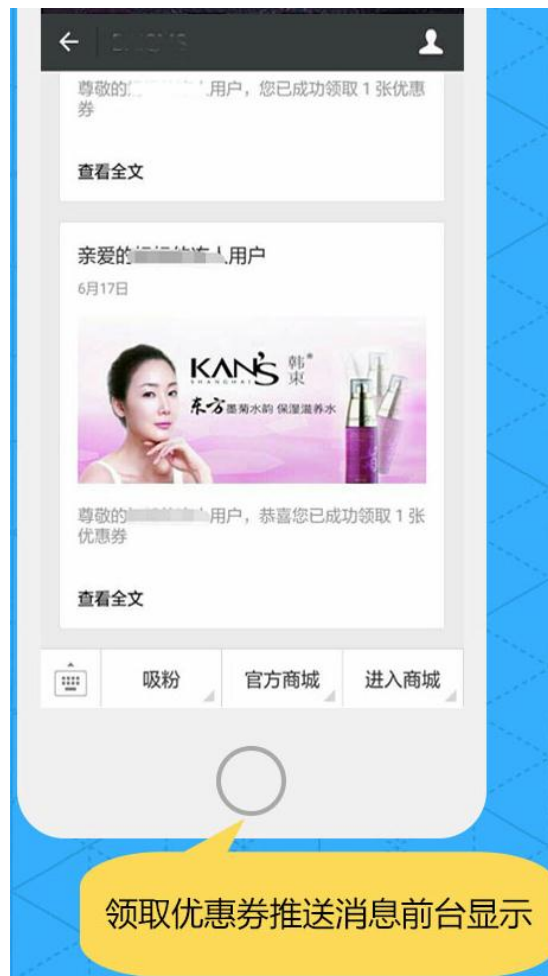 尊敬的 用户，您已成功领取 1 张优惠
券
查看全文
亲爱的 用户
6月17日
KAN'S 韩束
SHANGHAI
东方墨菊水韵 保湿滋养水
尊敬的 用户，恭喜您已成功领取 1 张
优惠券
查看全文
吸粉 官方商城 进入商城
领取优惠券推送消息前台显示